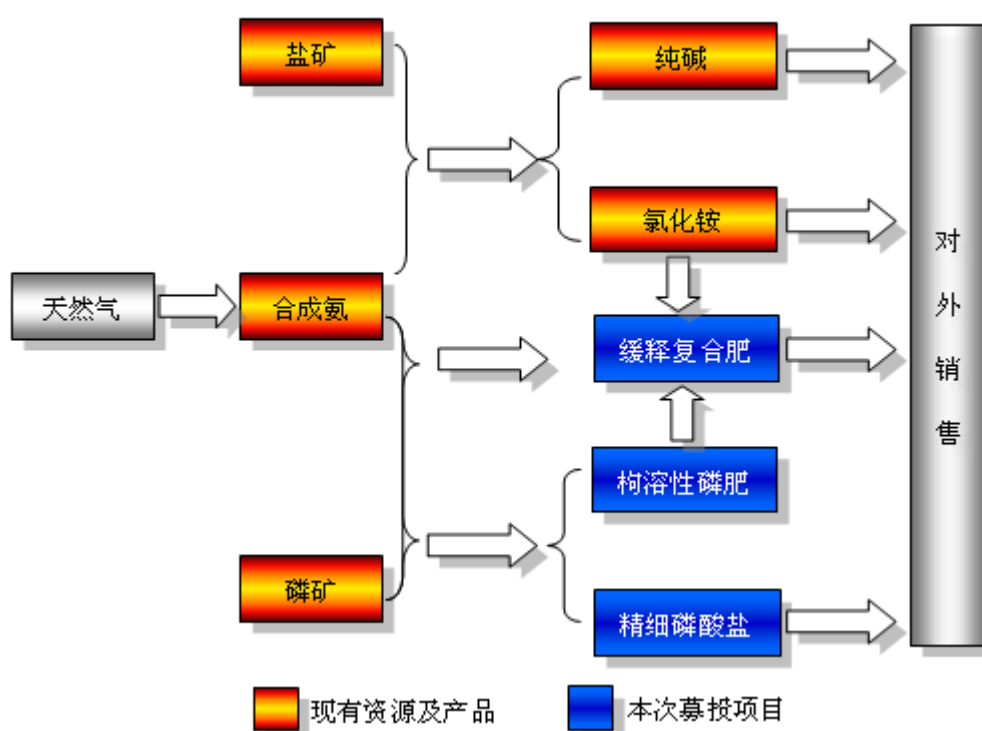 盐矿
纯碱
氯化铵
天然气
合成氨
缓释复合肥
枸溶性磷肥
磷矿
精细磷酸盐
对外销售
现有资源及产品
本次募投项目